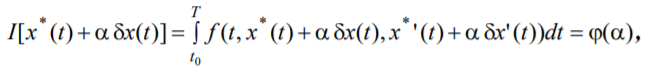 I[x*(t) + α δx(t)] = ∫_{t₀}^{T} f(t, x*(t) + α δx(t), x*'(t) + α δx'(t))dt = φ(α),